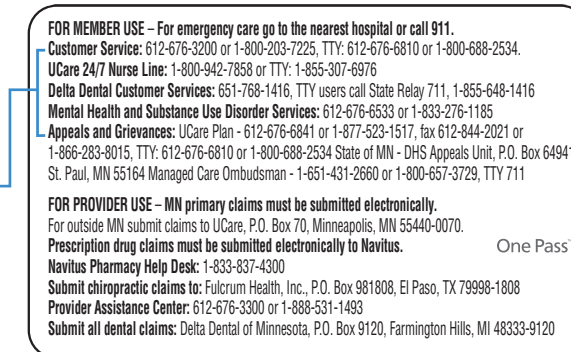 FOR MEMBER USE – For emergency care go to the nearest hospital or call 911.
Customer Service: 612-676-3200 or 1-800-203-7225, TTY: 612-676-6810 or 1-800-688-2534.
UCare 24/7 Nurse Line: 1-800-942-7858 or TTY: 1-855-307-6976
Delta Dental Customer Services: 651-768-1416, TTY users call State Relay 711, 1-855-648-1416
Mental Health and Substance Use Disorder Services: 612-676-6533 or 1-833-276-1185
Appeals and Grievances: UCare Plan - 612-676-6841 or 1-877-523-1517, fax 612-844-2021 or
1-866-283-8015, TTY: 612-676-6810 or 1-800-688-2534 State of MN - DHS Appeals Unit, P.O. Box 64941
St. Paul, MN 55164 Managed Care Ombudsman - 1-651-431-2660 or 1-800-657-3729, TTY 711
FOR PROVIDER USE – MN primary claims must be submitted electronically.
For outside MN submit claims to UCare, P.O. Box 70, Minneapolis, MN 55440-0070.
Prescription drug claims must be submitted electronically to Navitus.
One Pass
Navitus Pharmacy Help Desk: 1-833-837-4300
Submit chiropractic claims to: Fulcrum Health, Inc., P.O. Box 981808, El Paso, TX 79998-1808
Provider Assistance Center: 612-676-3300 or 1-888-531-1493
Submit all dental claims: Delta Dental of Minnesota, P.O. Box 9120, Farmington Hills, MI 48333-9120